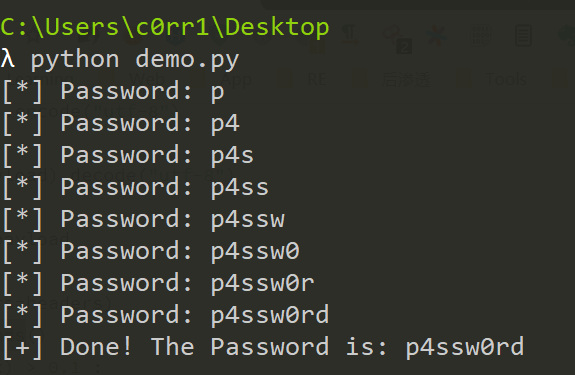 C:\Users\c0rr1\Desktop
λ python demo.py
[*] Password: p
[*] Password: p4
[*] Password: p4s
[*] Password: p4ss
[*] Password: p4ssw
[*] Password: p4ssw0
[*] Password: p4ssw0r
[*] Password: p4ssw0rd
[+] Done! The Password is: p4ssw0rd